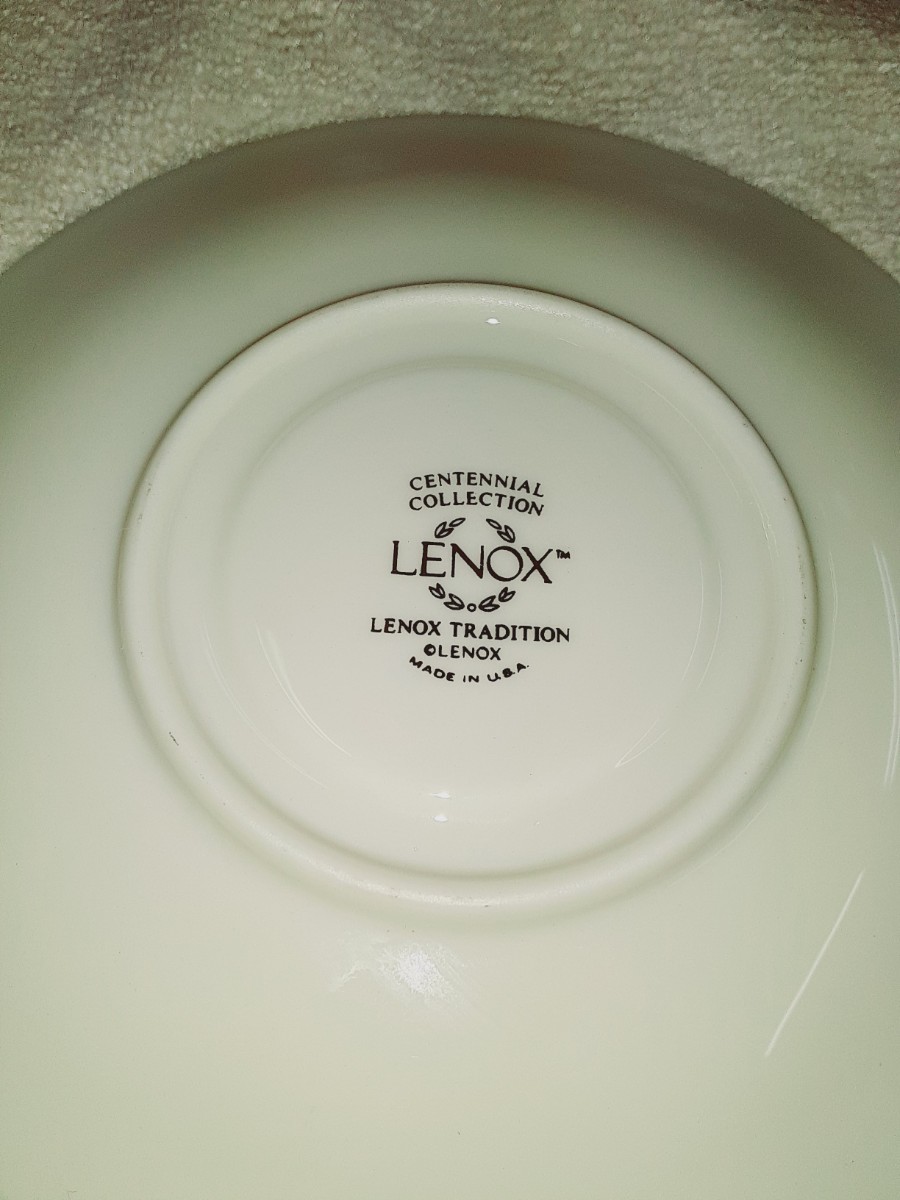 CENTENNIAL
COLLECTION
LENOX™
LENOX TRADITION
©LENOX
MADE IN U.S.A.